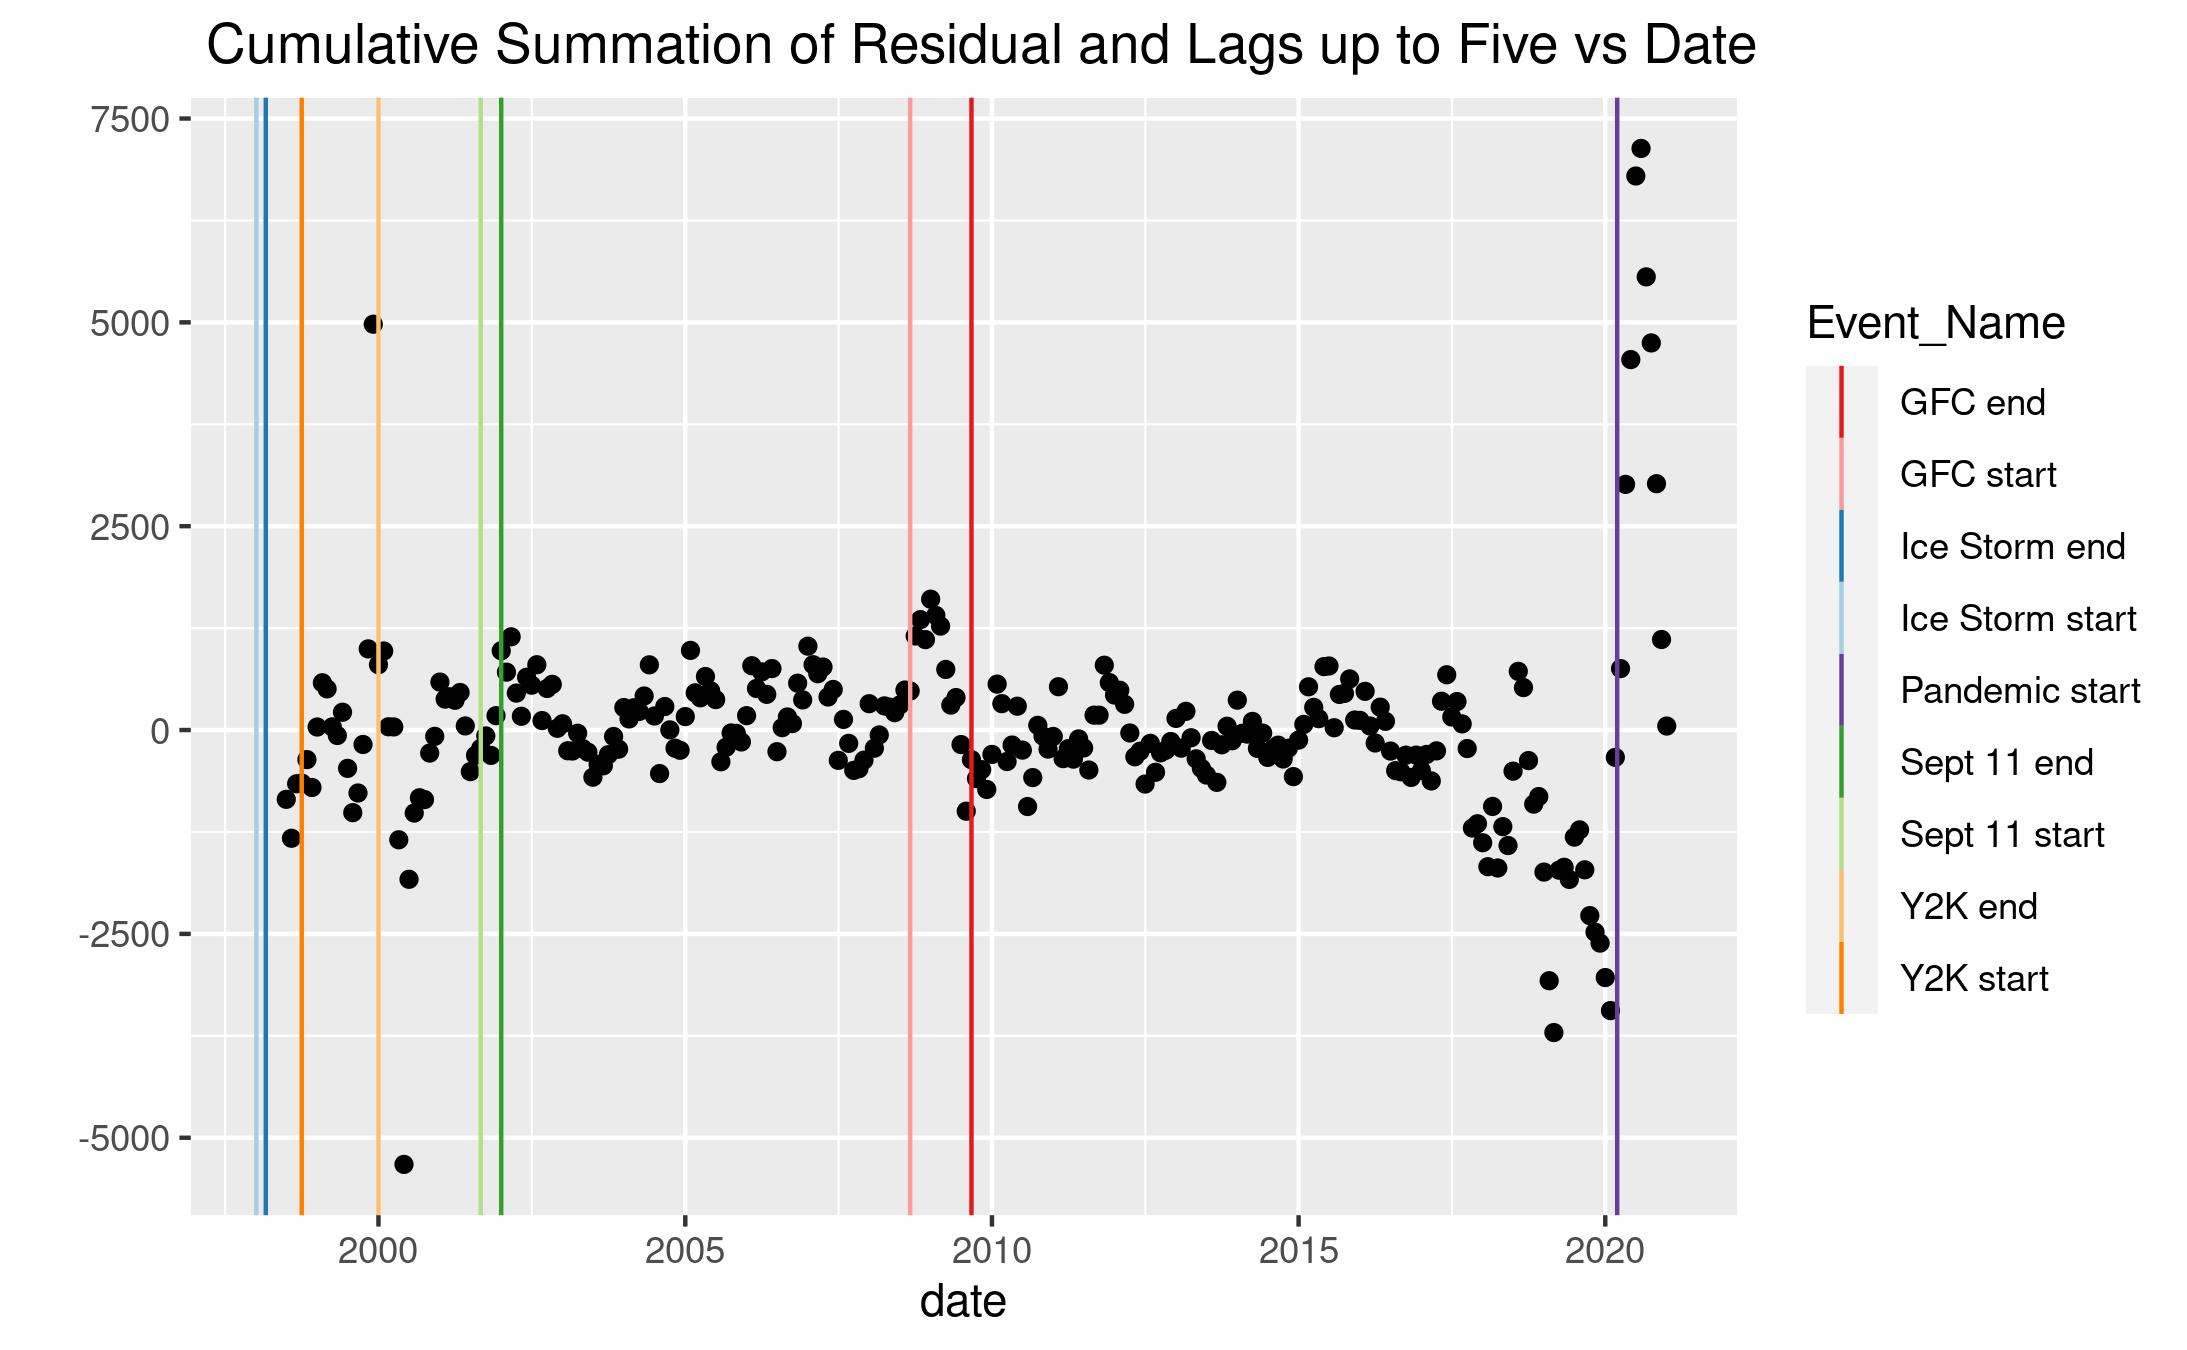 Cumulative Summation of Residual and Lags up to Five vs Date
7500
5000
2500
0
-2500
-5000
2000 2005 2010 2015 2020
date
Event_Name
GFC end
GFC start
Ice Storm end
Ice Storm start
Pandemic start
Sept 11 end
Sept 11 start
Y2K end
Y2K start